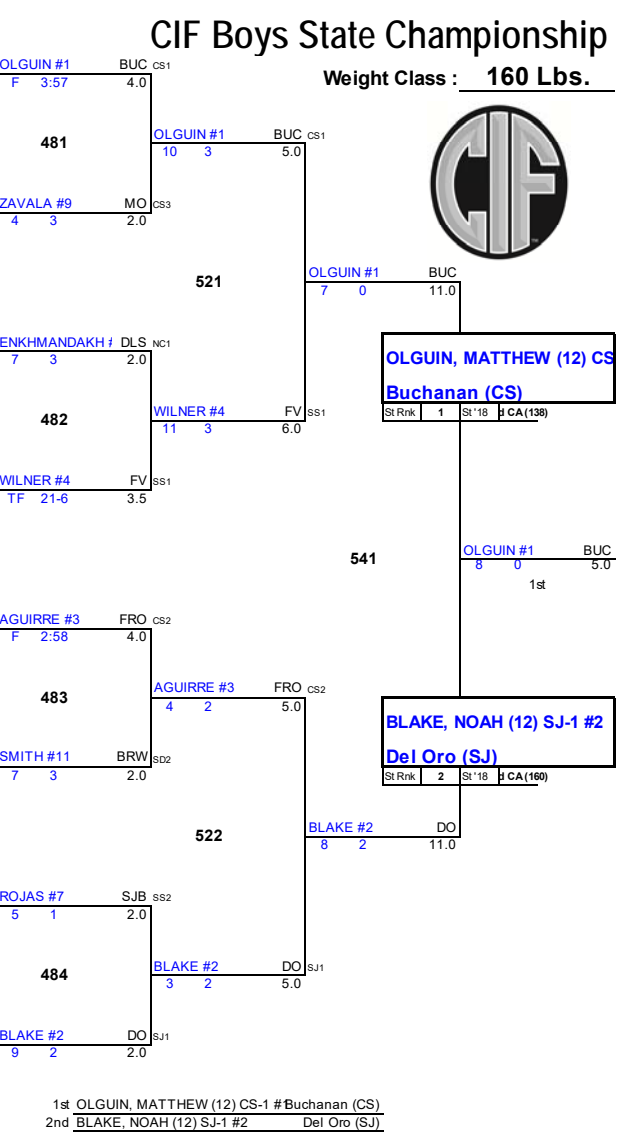 CIF Boys State Championship
Weight Class : 160 Lbs.
CIF
OLGUIN #1 BUC CS1
F 3:57 4.0
481
OLGUIN #1 BUC CS1
10 3 5.0
ZAVALA #9 MO CS3
4 3 2.0
521
OLGUIN #1 BUC
7 0 11.0
ENKHMANDAKH # DLS NC1
7 3 2.0
OLGUIN, MATTHEW (12) CS
Buchanan (CS)
St Rnk 1 St '18 d CA (138)
482
WILNER #4 FV SS1
11 3 6.0
WILNER #4 FV SS1
TF 21-6 3.5
541
OLGUIN #1 BUC
8 0 5.0
1st
AGUIRRE #3 FRO CS2
F 2:58 4.0
483
AGUIRRE #3 FRO CS2
4 2 5.0
BLAKE, NOAH (12) SJ-1 #2
Del Oro (SJ)
St Rnk 2 St '18 d CA (160)
SMITH #11 BRW SD2
7 3 2.0
522
BLAKE #2 DO
8 2 11.0
ROJAS #7 SJB SS2
5 1 2.0
484
BLAKE #2 DO SJ1
3 2 5.0
BLAKE #2 DO SJ1
9 2 2.0
1st OLGUIN, MATTHEW (12) CS-1 #1 Buchanan (CS)
2nd BLAKE, NOAH (12) SJ-1 #2 Del Oro (SJ)